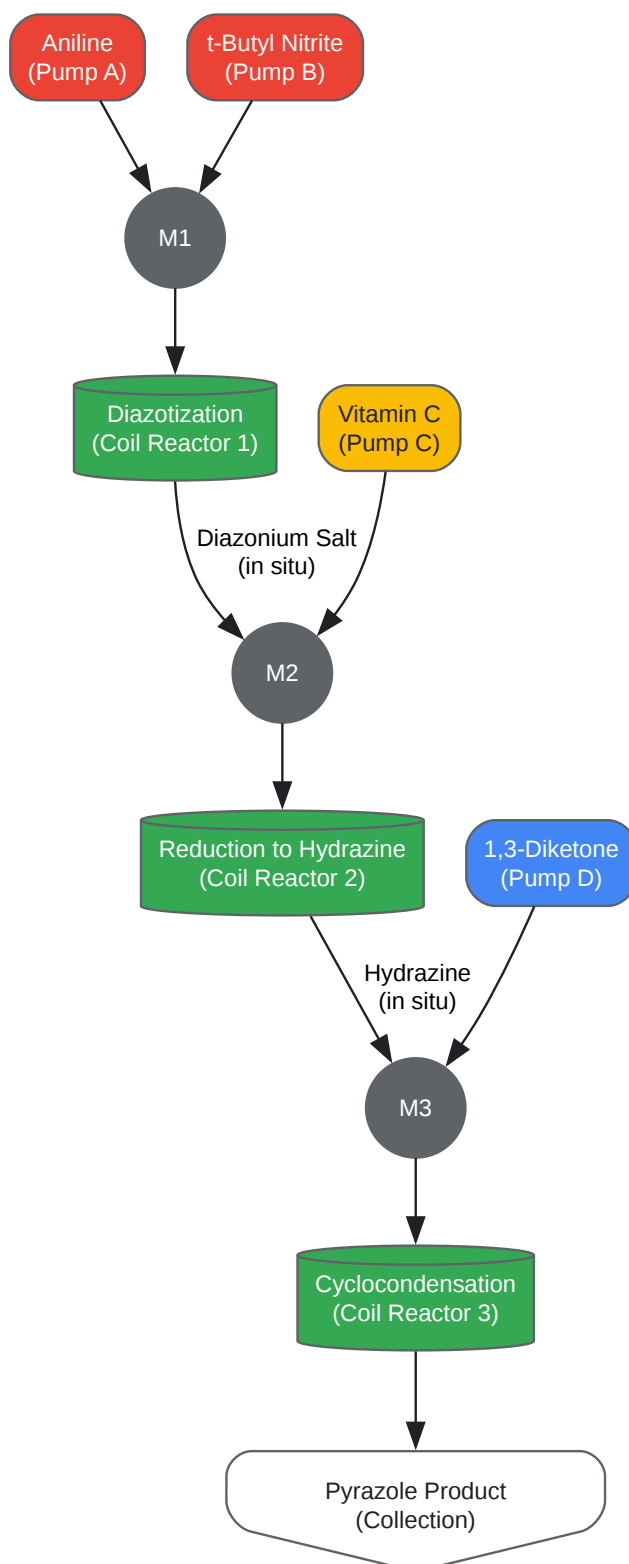 Aniline
(Pump A)
t-Butyl Nitrite
(Pump B)
M1
Diazotization
(Coil Reactor 1)
Vitamin C
(Pump C)
Diazonium Salt
(in situ)
M2
Reduction to Hydrazine
(Coil Reactor 2)
1,3-Diketone
(Pump D)
Hydrazine
(in situ)
M3
Cyclocondensation
(Coil Reactor 3)
Pyrazole Product
(Collection)